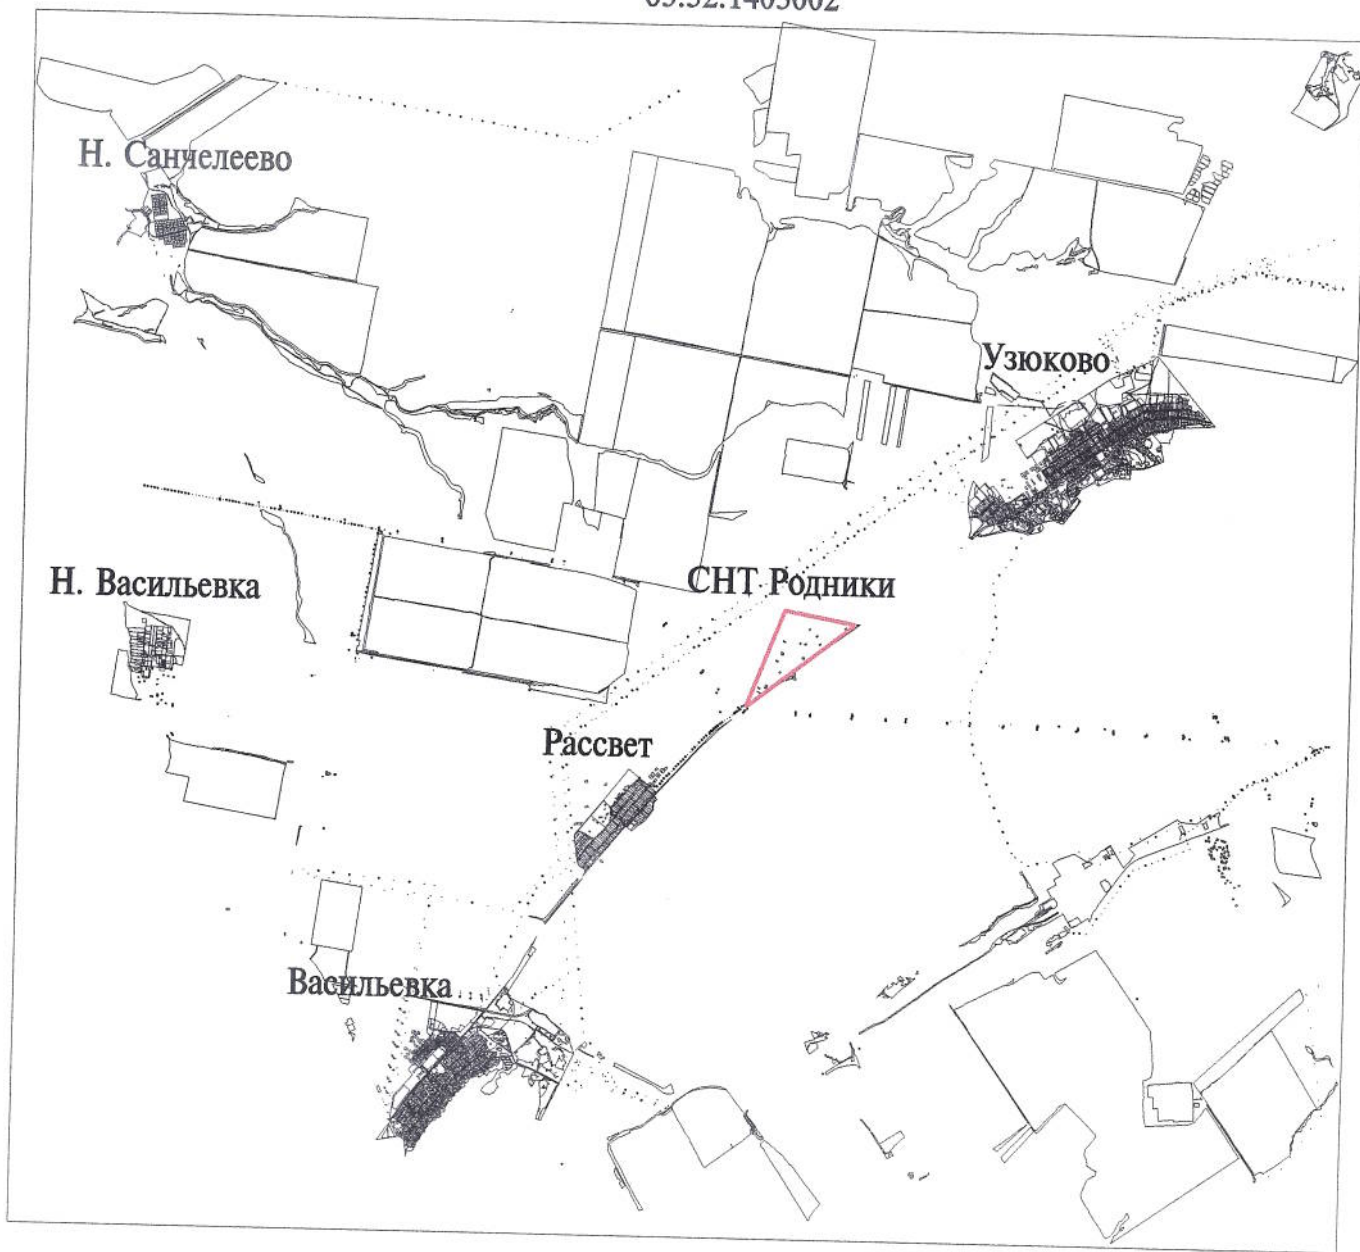 Н. Санчелеево
Узюково
Н. Васильевка
СНТ Родники
Рассвет
Васильевка